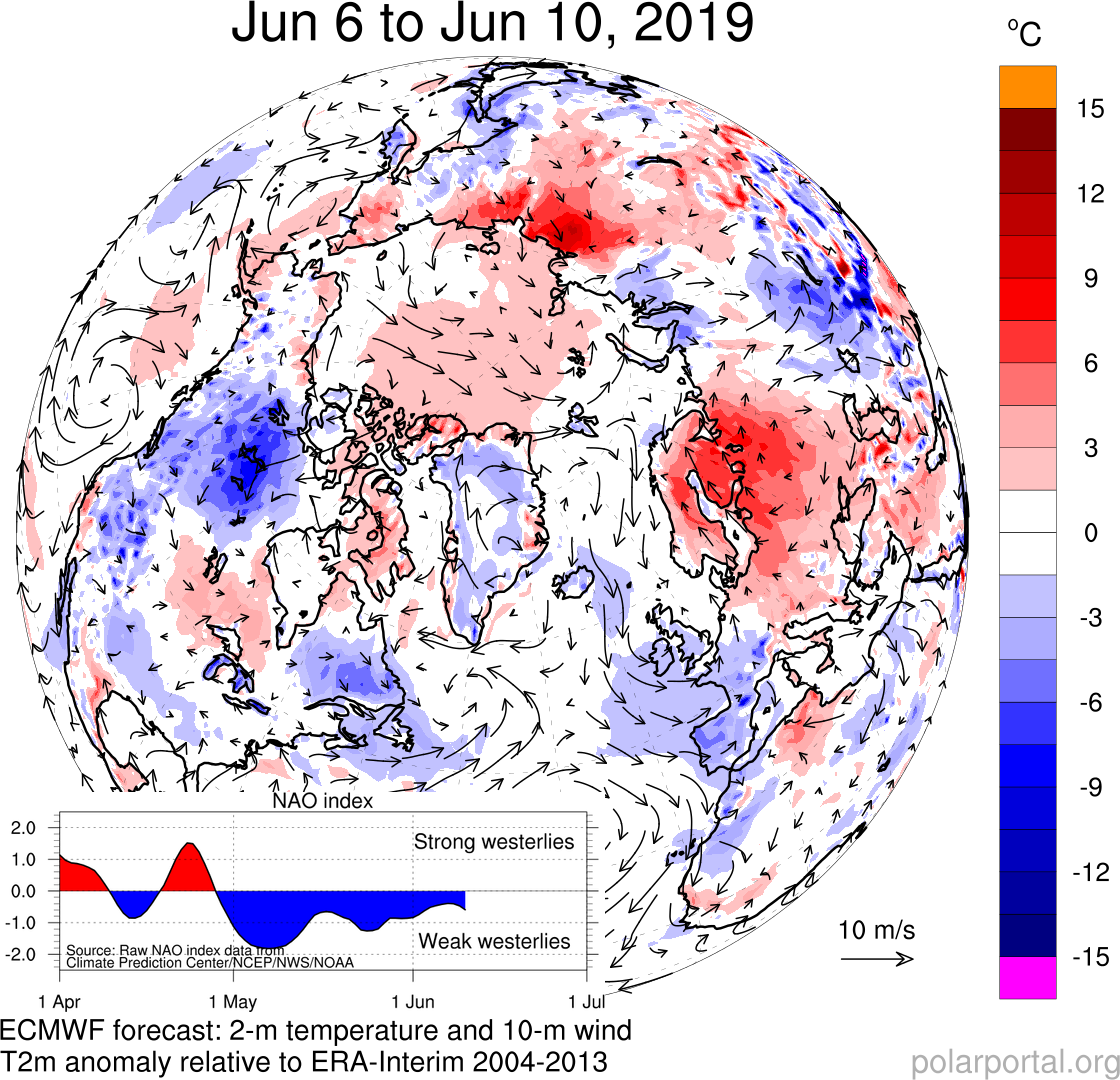 Jun 6 to Jun 10, 2019
°C
15
12
9
6
3
0
-3
-6
-9
-12
-15
10 m/s
NAO index
2.0
1.0
0.0
-1.0
-2.0
Strong westerlies
Weak westerlies
Source: Raw NAO index data from
Climate Prediction Center/NCEP/NWS/NOAA
1 Apr
1 May
1 Jun
1 Jul
ECMWF forecast: 2-m temperature and 10-m wind
T2m anomaly relative to ERA-Interim 2004-2013
polarportal.org